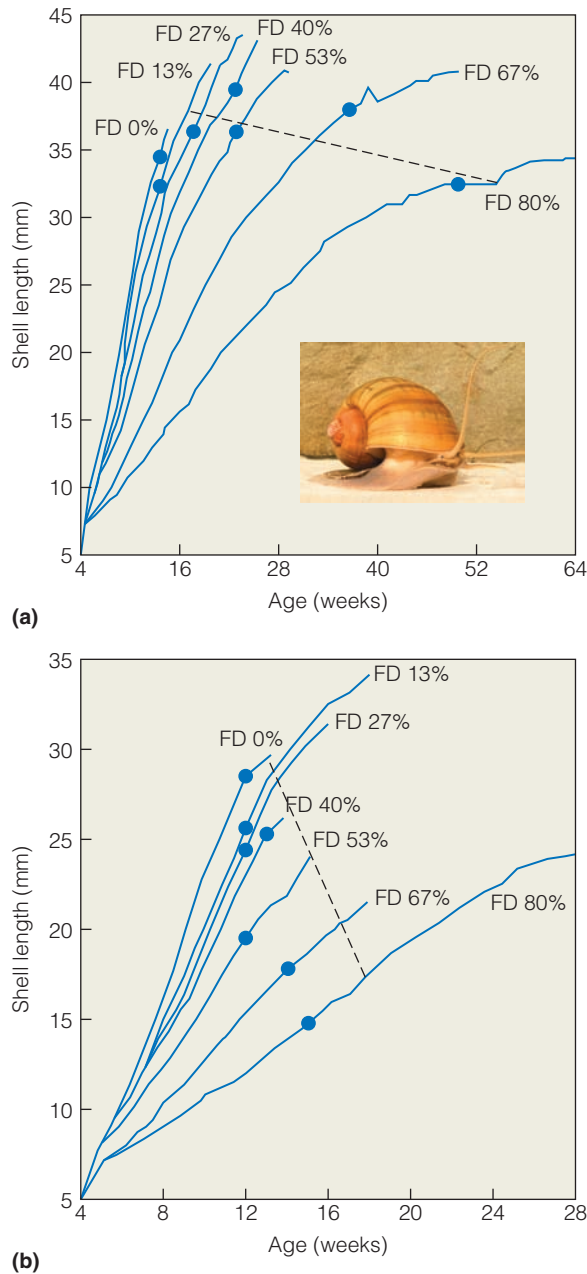 45
FD 27%
FD 40%
FD 53%
40
FD 13%
FD 67%
FD 0%
35
30
FD 80%
25
20
15
10
5
4
16
28
40
52
64
Shell length (mm)
Age (weeks)
(a)
35
FD 13%
FD 0%
FD 27%
30
FD 40%
25
FD 53%
FD 67%
FD 80%
20
15
10
5
4
8
12
16
20
24
28
Shell length (mm)
Age (weeks)
(b)